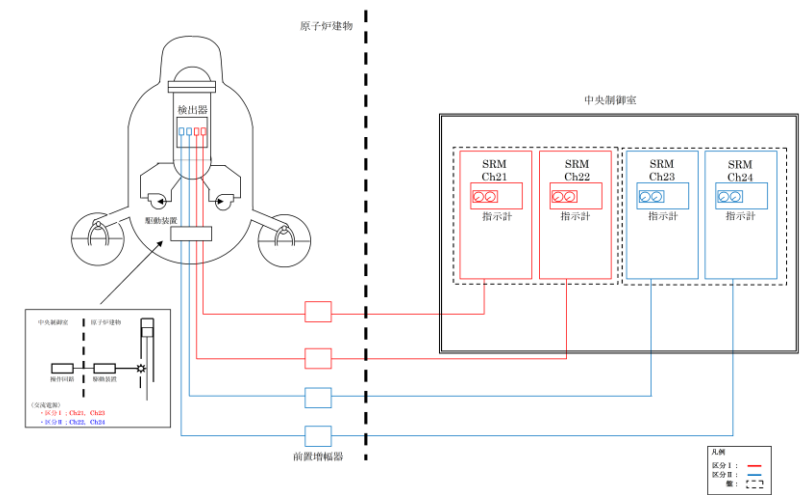 原子炉建物
中央制御室
検出器
駆動装置
SRM
Ch21
指示計
SRM
Ch22
指示計
SRM
Ch23
指示計
SRM
Ch24
指示計
中央制御室
原子炉建物
操作回路
駆動装置
(交流電源)
・区分Ⅰ;Ch21, Ch23
・区分Ⅱ;Ch22, Ch24
前置増幅器
凡例
区分Ⅰ:
区分Ⅱ:
盤: